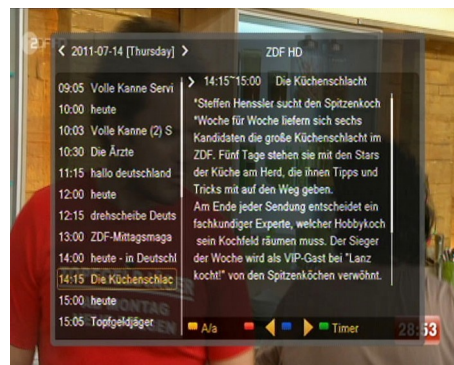 2011-07-14 [Thursday]
ZDF HD
09:05 Volle Kanne Servi
10:00 heute
10:03 Volle Kanne (2) S
10:30 Die Ärzte
11:15 hallo deutschland
12:00 heute
12:15 drehscheibe Deuts
13:00 ZDF-Mittagsmaga
14:00 heute - in Deutschl
14:15 Die Küchenschlac
15:00 heute
15:05 Topfgeldjäger
14:15~15:00 Die Küchenschlacht
"Steffen Henssler sucht den Spitzenkoch
"Woche für Woche liefern sich sechs
Kandidaten die große Küchenschlacht im
ZDF. Fünf Tage stehen sie mit den Stars
der Küche am Herd, die ihnen Tipps und
Tricks mit auf den Weg geben.
Am Ende jeder Sendung entscheidet ein
fachkundiger Experte, welcher Hobbykoch
sein Kochfeld räumen muss. Der Sieger
der Woche wird als VIP-Gast bei "Lanz
kocht!" von den Spitzenköchen verwöhnt.
A/a
Timer
28:53